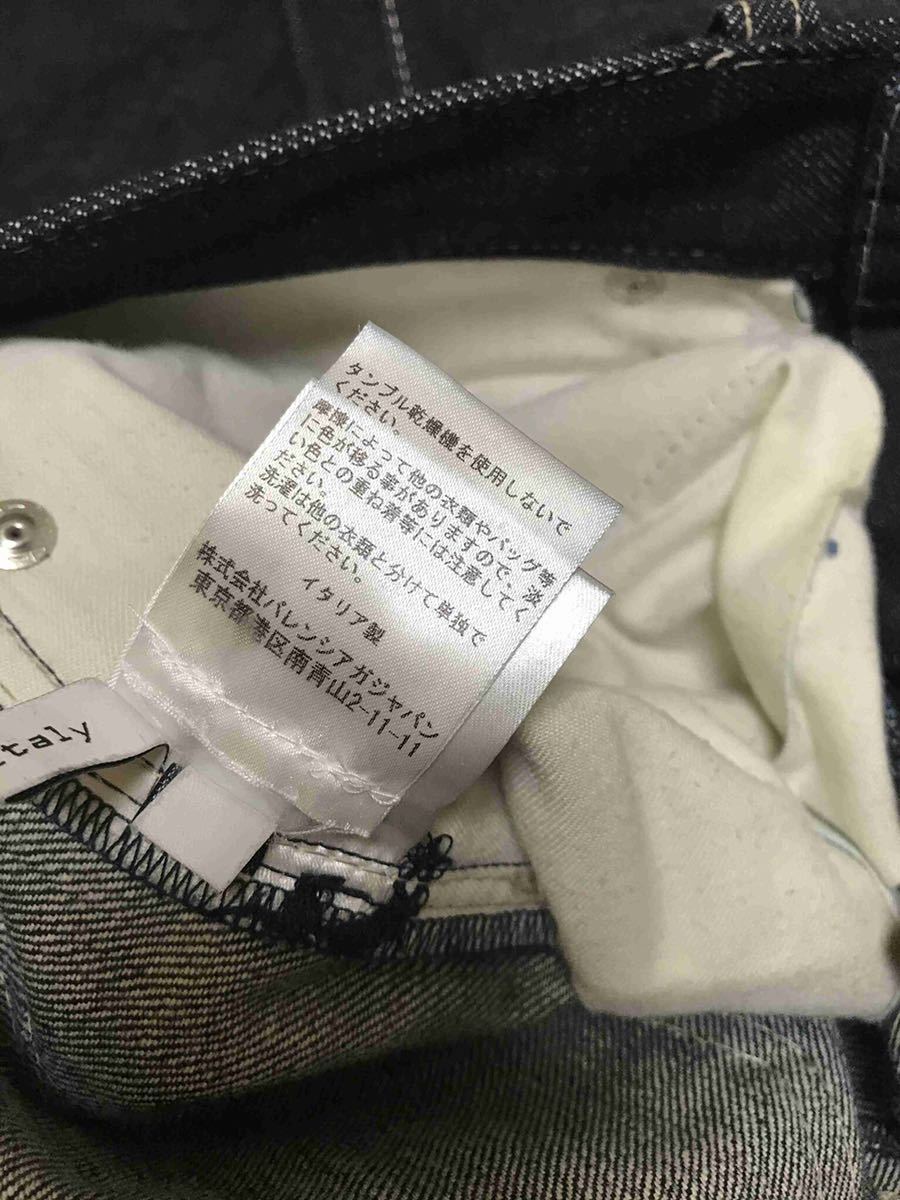 タンブル乾燥機を使用しないで
ください。
摩擦によって他の衣類やバッグ等
に色が移る事がありますので、淡
い色との重ね着等には注意してく
ださい。
洗濯は他の衣類と分けて単独で
洗ってください。
イタリア製
株式会社バレンシアガジャパン
東京都港区南青山2-11-11
Italy